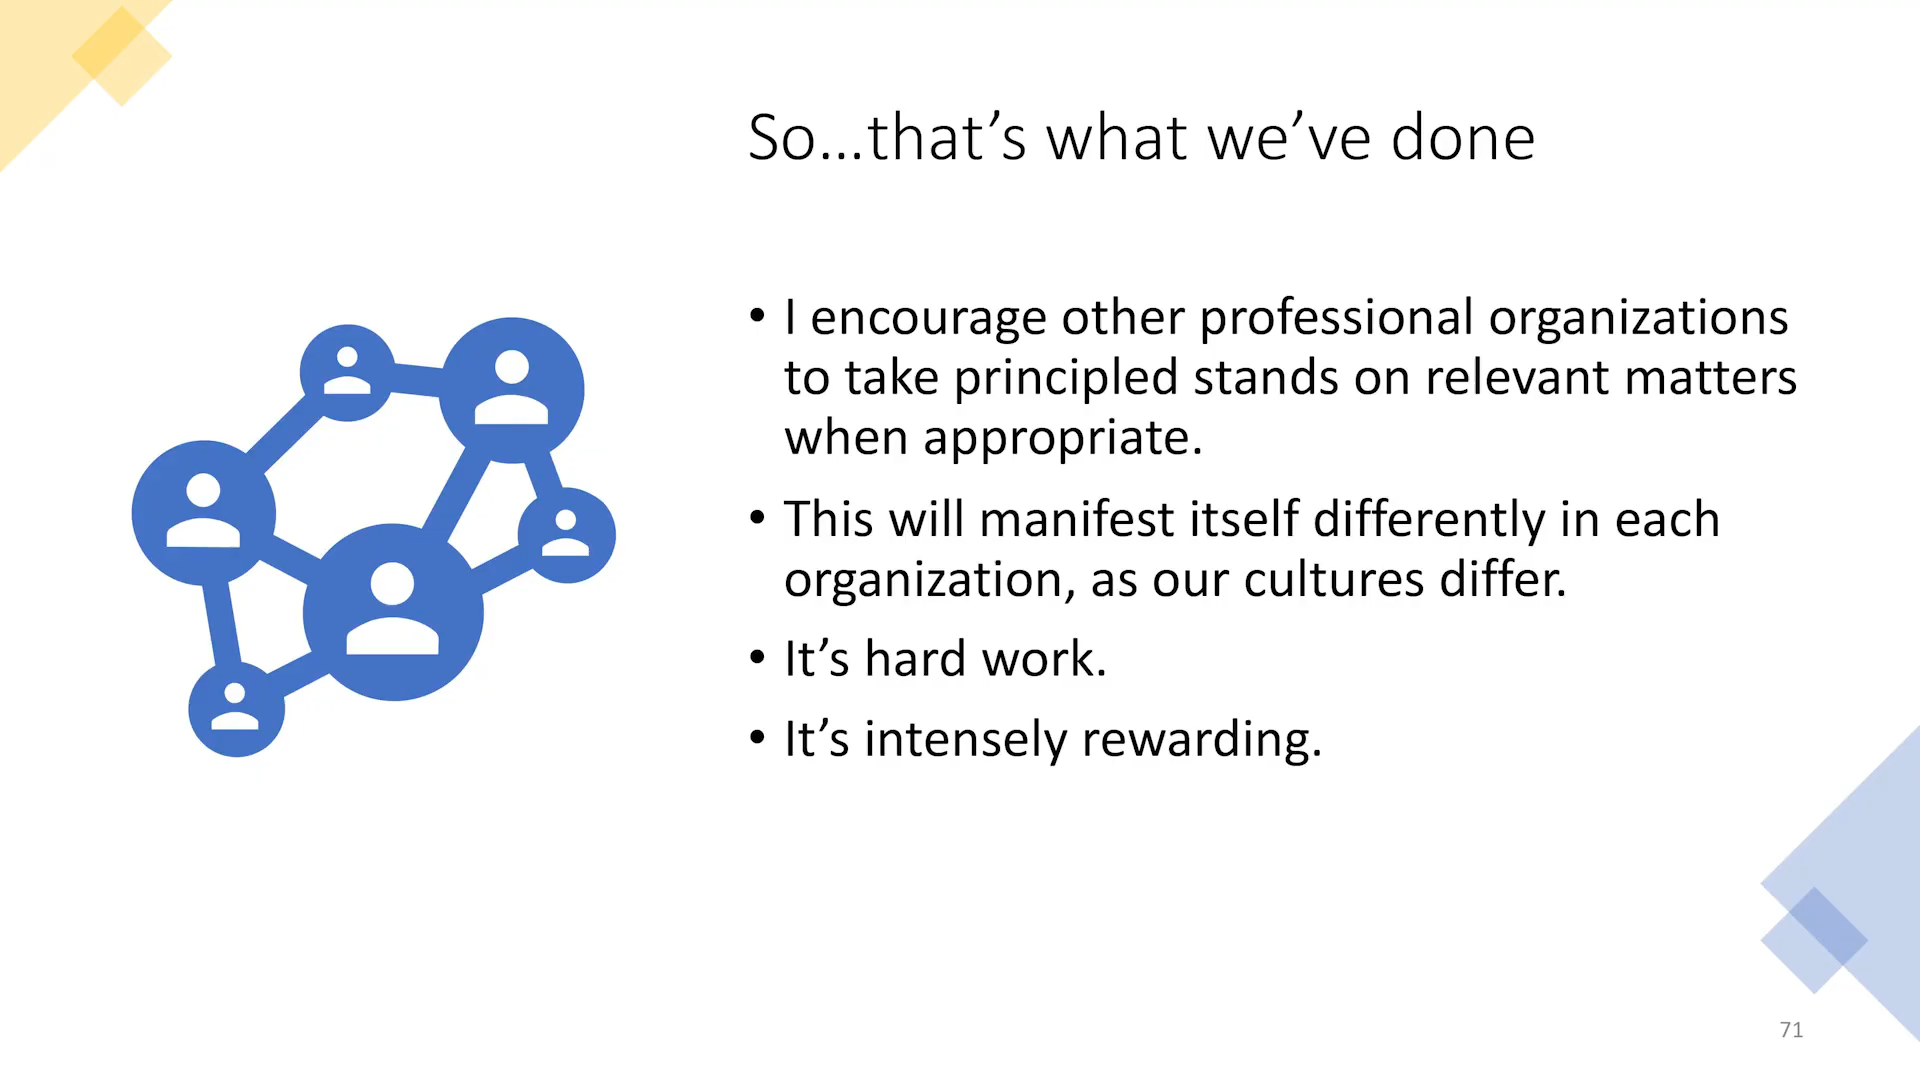 So…that’s what we’ve done
• I encourage other professional organizations
to take principled stands on relevant matters
when appropriate.
• This will manifest itself differently in each
organization, as our cultures differ.
• It’s hard work.
• It’s intensely rewarding.
71